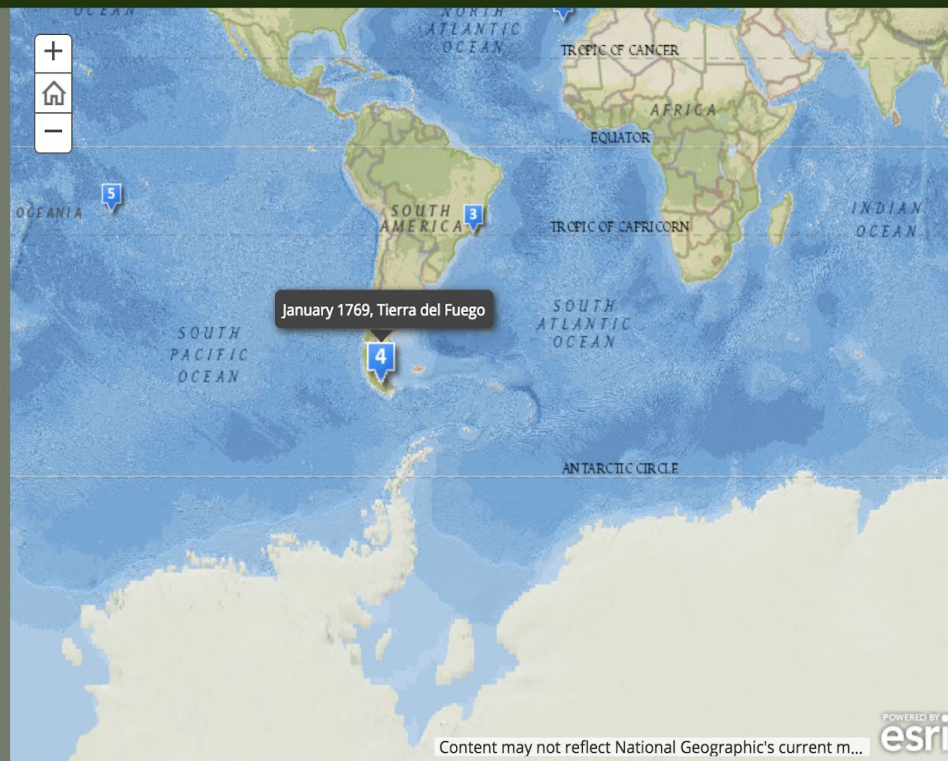 OCEAN
NORTH
ATLANTIC
OCEAN
TROPIC OF CANCER
+
−
AFRICA
EQUATOR
5
OCEANIA
SOUTH
AMERICA
3
TROPIC OF CAPRICORN
INDIAN
OCEAN
January 1769, Tierra del Fuego
SOUTH
ATLANTIC
OCEAN
SOUTH
PACIFIC
OCEAN
4
ANTARCTIC CIRCLE
POWERED BY
esri
Content may not reflect National Geographic's current m...